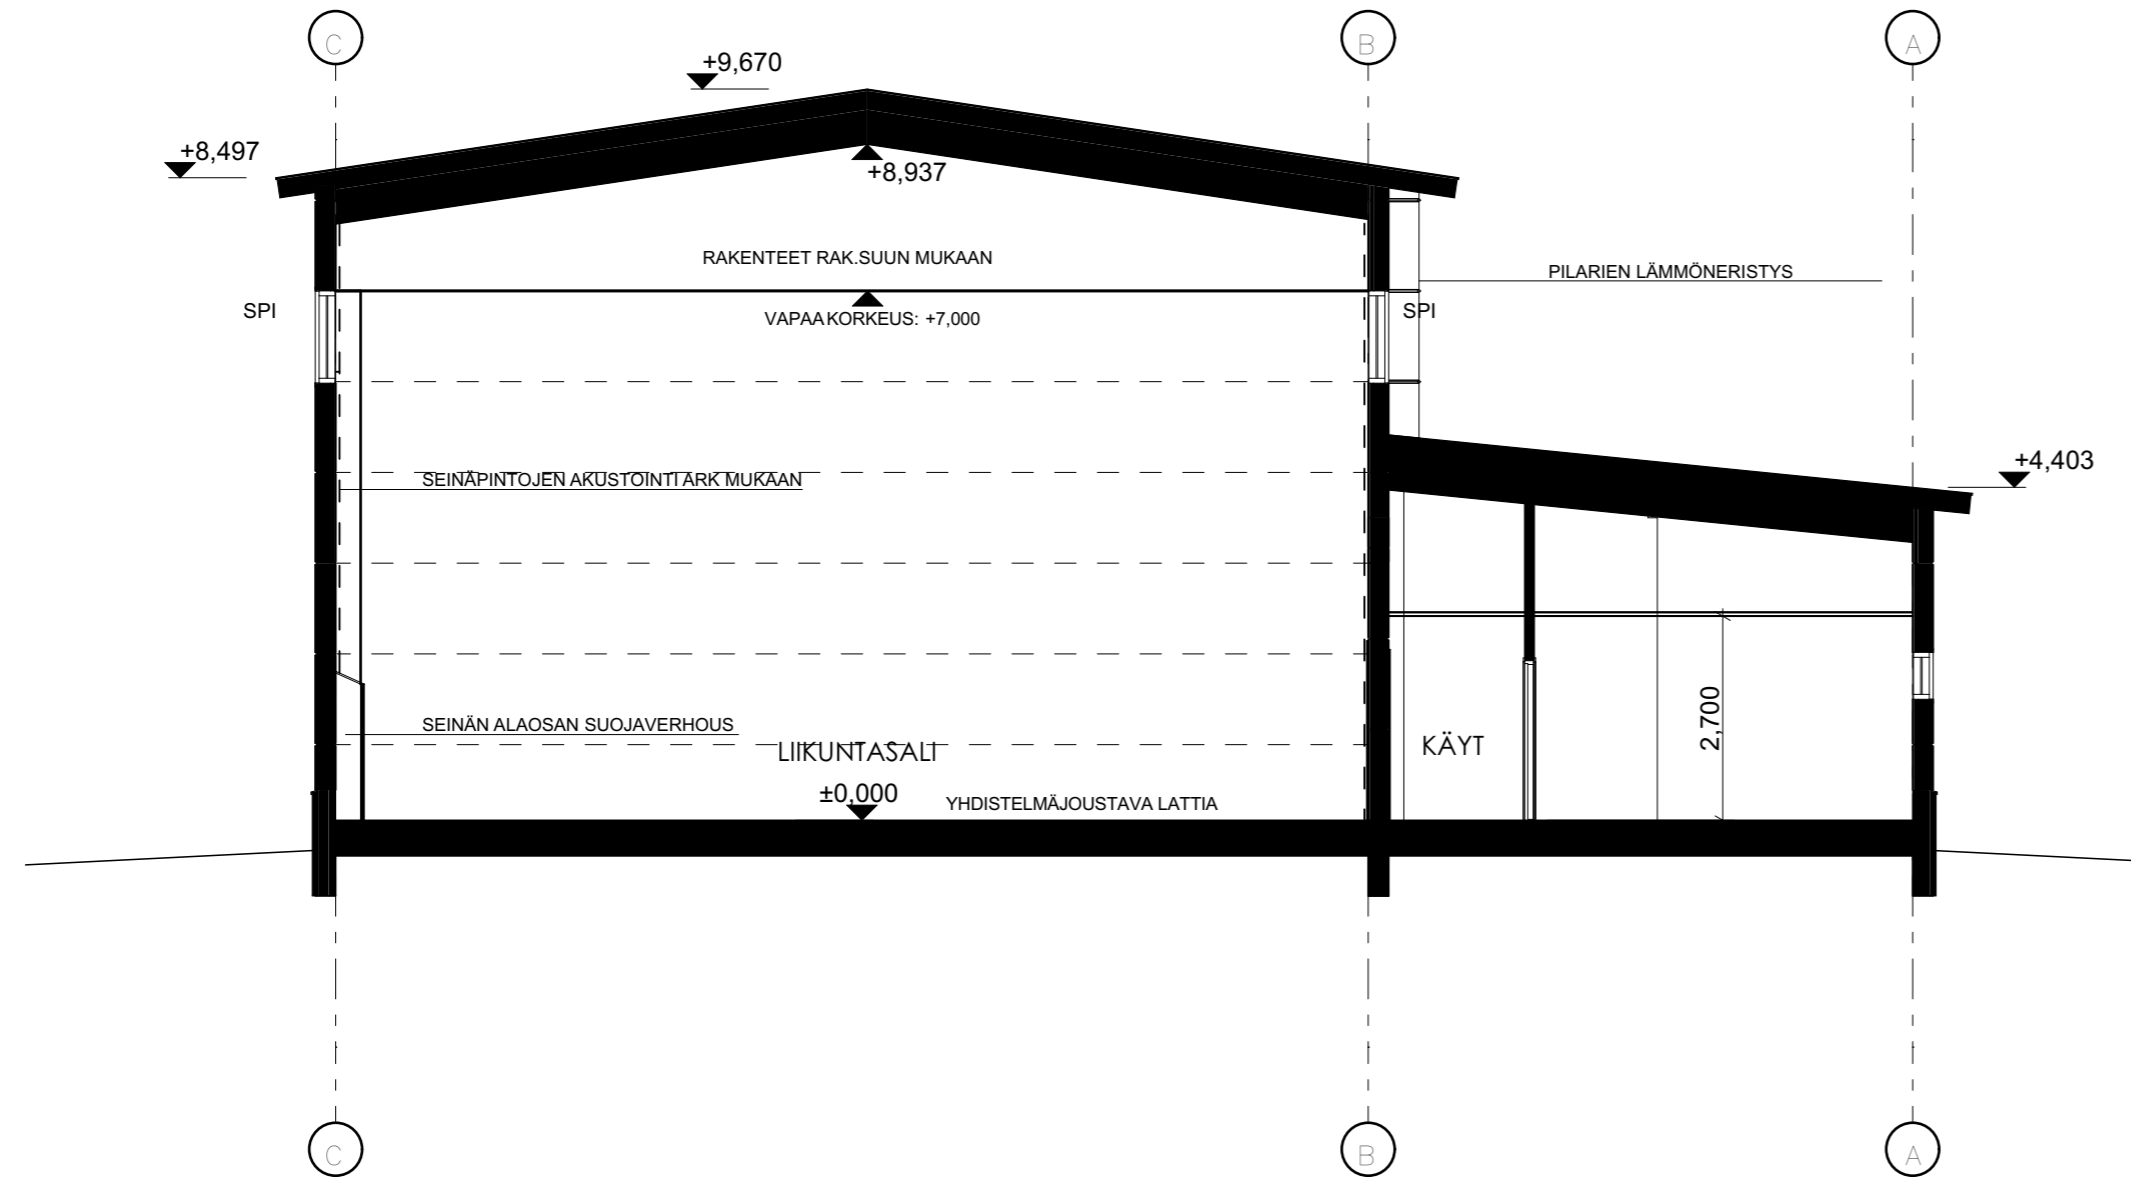 C
B
A
+9,670
+8,497
+8,937
RAKENTEET RAK.SUUN MUKAAN
PILARIEN LÄMMÖNERISTYS
SPI
VAPAA KORKEUS: +7,000
SPI
+4,403
SEINÄPINTOJEN AKUSTOINTI ARK MUKAAN
2,700
SEINÄN ALAOSAN SUOJAVERHOUS
LIIKUNTASALI
KÄYT
±0,000
YHDISTELMÄJOUSTAVA LATTIA
C
B
A